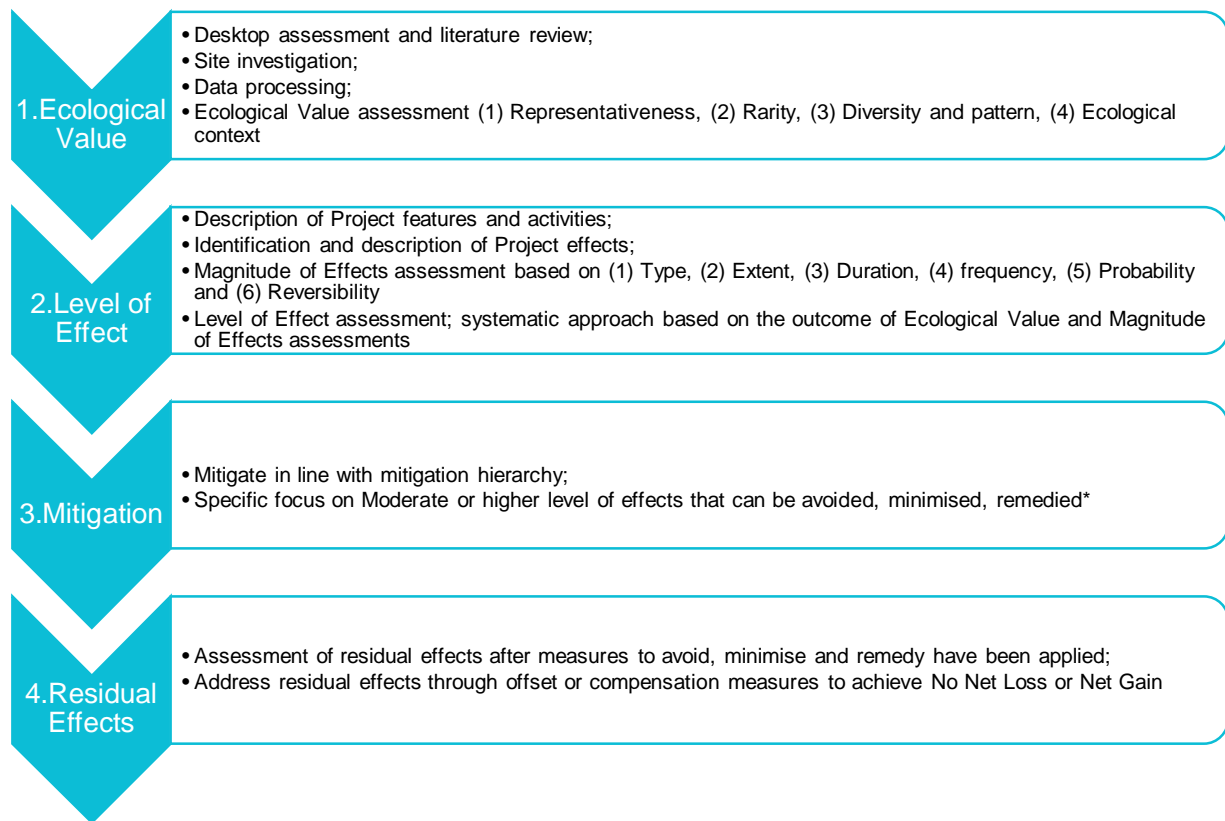 1.Ecological
Value
• Desktop assessment and literature review;
• Site investigation;
• Data processing;
• Ecological Value assessment (1) Representativeness, (2) Rarity, (3) Diversity and pattern, (4) Ecological
context
2.Level of
Effect
• Description of Project features and activities;
• Identification and description of Project effects;
• Magnitude of Effects assessment based on (1) Type, (2) Extent, (3) Duration, (4) frequency, (5) Probability
and (6) Reversibility
• Level of Effect assessment; systematic approach based on the outcome of Ecological Value and Magnitude
of Effects assessments
3.Mitigation
• Mitigate in line with mitigation hierarchy;
• Specific focus on Moderate or higher level of effects that can be avoided, minimised, remedied*
4.Residual
Effects
• Assessment of residual effects after measures to avoid, minimise and remedy have been applied;
• Address residual effects through offset or compensation measures to achieve No Net Loss or Net Gain